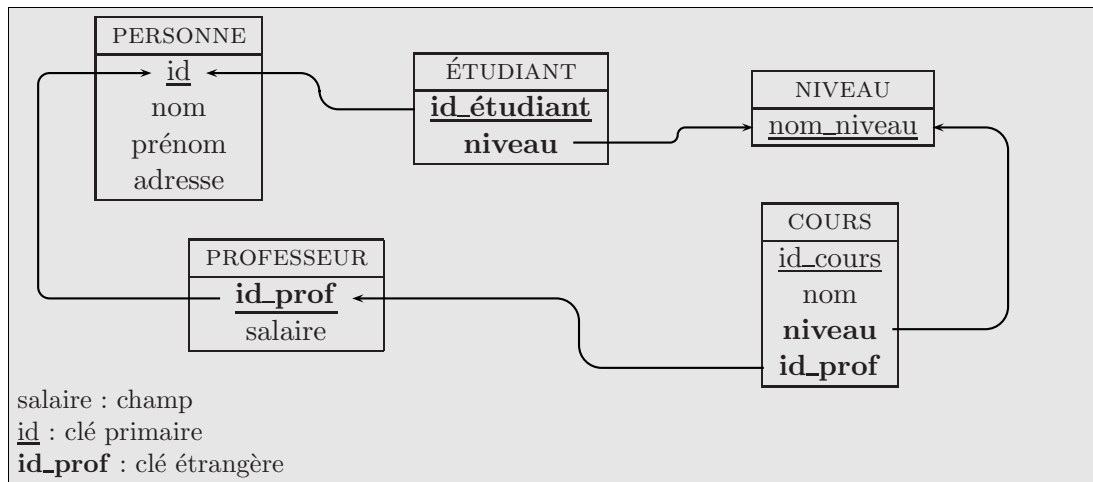 PERSONNE
id
nom
prénom
adresse
ÉTUDIANT
id_étudiant
niveau
NIVEAU
nom_niveau
PROFESSEUR
id_prof
salaire
COURS
id_cours
nom
niveau
id_prof
salaire : champ
id : clé primaire
id_prof : clé étrangère